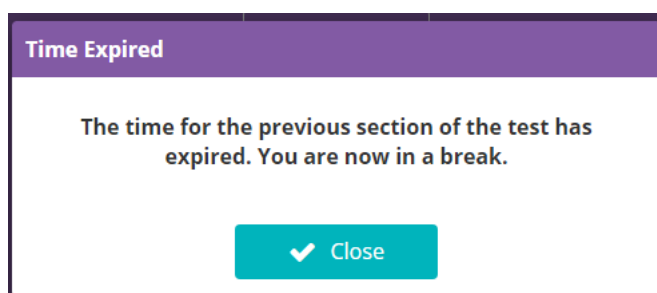 Time Expired
The time for the previous section of the test has
expired. You are now in a break.
Close